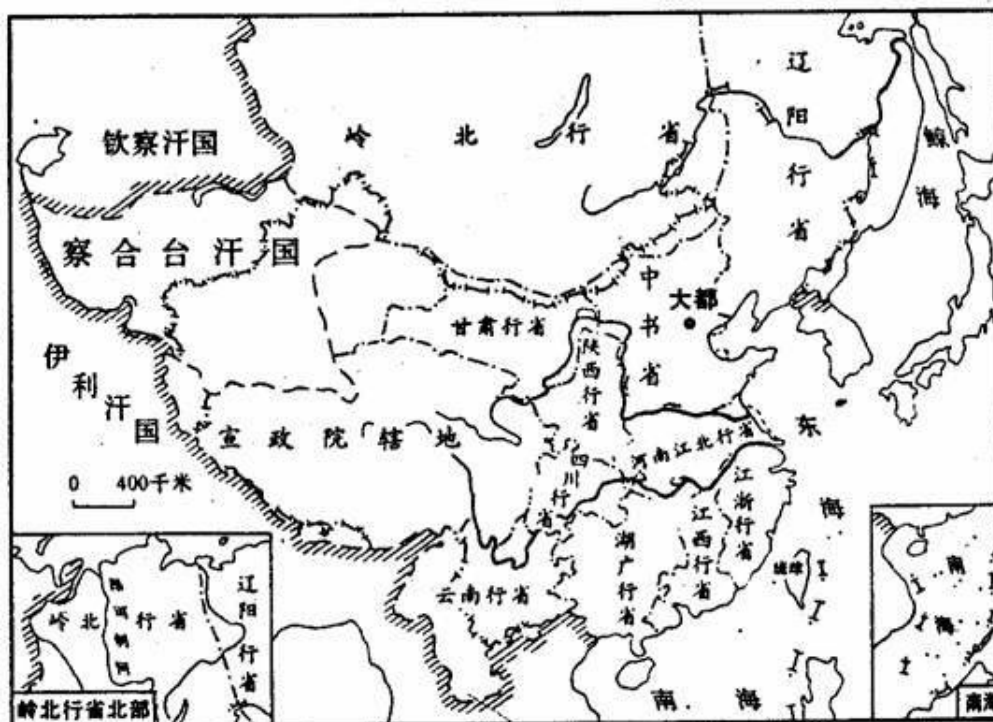 钦察汗国
岭北行省
辽阳行省
鲸海
察合台汗国
中书省
大都
甘肃行省
陕西行省
伊利汗国
宣政院辖地
四川行省
河南江北行省
东海
0 400千米
江浙行省
江西行省
湖广行省
云南行省
琉球
南海
岭北行省
辽阳行省
岭北行省北部
南海
南海